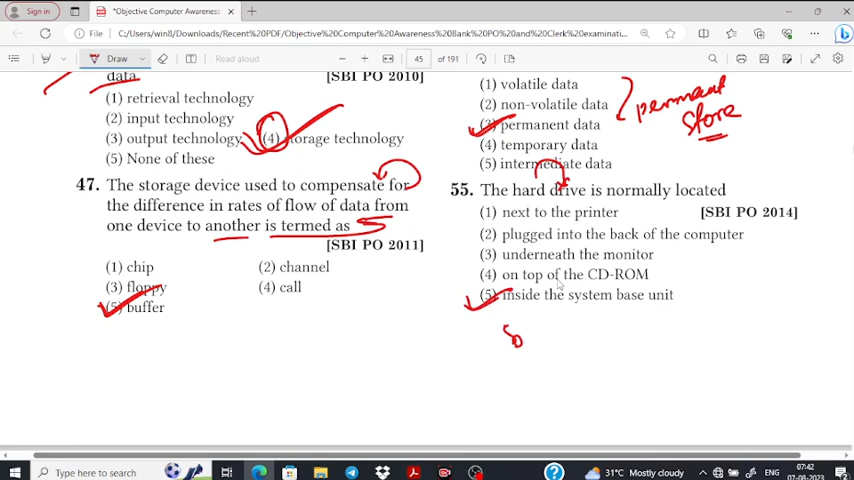 Sign in
*Objective Computer Awareness
File
C:/Users/win8/Downloads/Recent%20PDF/Objective%20Computer%20Awareness%20Bank%20PO%20and%20Clerk%20examinati...
Draw
Read aloud
45
of 191
data.
[SBI PO 2010]
(1) retrieval technology
(2) input technology
(3) output technology
(4) storage technology
(5) None of these
47. The storage device used to compensate for
the difference in rates of flow of data from
one device to another is termed as
[SBI PO 2011]
(1) chip
(2) channel
(3) floppy
(4) call
(5) buffer
(1) volatile data
(2) non-volatile data
(3) permanent data
(4) temporary data
(5) intermediate data
store
55. The hard drive is normally located
(1) next to the printer
[SBI PO 2014]
(2) plugged into the back of the computer
(3) underneath the monitor
(4) on top of the CD-ROM
(5) inside the system base unit
Type here to search
31°C Mostly cloudy
ENG
07:42
07-08-2023